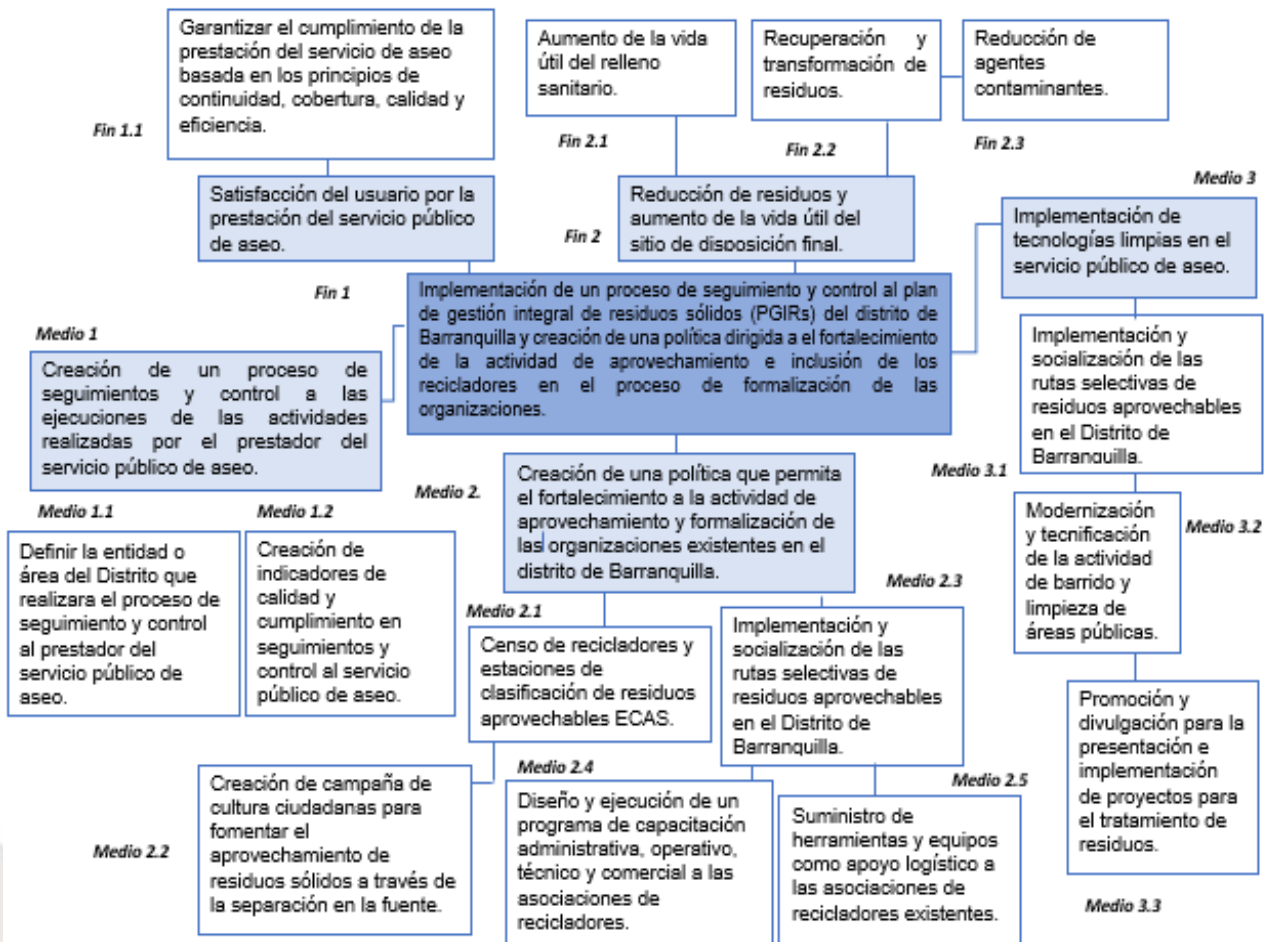 Garantizar el cumplimiento de la
prestación del servicio de aseo
basada en los principios de
continuidad, cobertura, calidad y
eficiencia.
Fin 1.1
Aumento de la vida
útil del relleno
sanitario.
Fin 2.1
Recuperación y
transformación de
residuos.
Fin 2.2
Reducción de
agentes
contaminantes.
Fin 2.3
Satisfacción del usuario por la
prestación del servicio público
de aseo.
Fin 1
Reducción de residuos y
aumento de la vida útil del
sitio de disposición final.
Fin 2
Medio 3
Implementación de
tecnologías limpias en el
servicio público de aseo.
Implementación de un proceso de seguimiento y control al plan
de gestión integral de residuos sólidos (PGIRs) del distrito de
Barranquilla y creación de una política dirigida a el fortalecimiento
de la actividad de aprovechamiento e inclusión de los
recicladores en el proceso de formalización de las
organizaciones.
Medio 1
Creación de un proceso de
seguimientos y control a las
ejecuciones de las actividades
realizadas por el prestador del
servicio público de aseo.
Implementación y
socialización de las
rutas selectivas de
residuos aprovechables
en el Distrito de
Barranquilla.
Medio 3.1
Medio 2.
Creación de una política que permita
el fortalecimiento a la actividad de
aprovechamiento y formalización de
las organizaciones existentes en el
distrito de Barranquilla.
Medio 1.1
Definir la entidad o
área del Distrito que
realizara el proceso de
seguimiento y control
al prestador del
servicio público de
aseo.
Medio 1.2
Creación de
indicadores de
calidad y
cumplimiento en
seguimientos y
control al servicio
público de aseo.
Modernización
y tecnificación
de la actividad
de barrido y
limpieza de
áreas públicas.
Medio 3.2
Medio 2.1
Censo de recicladores y
estaciones de
clasificación de residuos
aprovechables ECAS.
Medio 2.3
Implementación y
socialización de las
rutas selectivas de
residuos aprovechables
en el Distrito de
Barranquilla.
Promoción y
divulgación para la
presentación e
implementación
de proyectos para
el tratamiento de
residuos.
Medio 3.3
Creación de campaña de
cultura ciudadanas para
fomentar el
aprovechamiento de
residuos sólidos a través de
la separación en la fuente.
Medio 2.2
Medio 2.4
Diseño y ejecución de un
programa de capacitación
administrativa, operativo,
técnico y comercial a las
asociaciones de
recicladores.
Medio 2.5
Suministro de
herramientas y equipos
como apoyo logístico a
las asociaciones de
recicladores existentes.